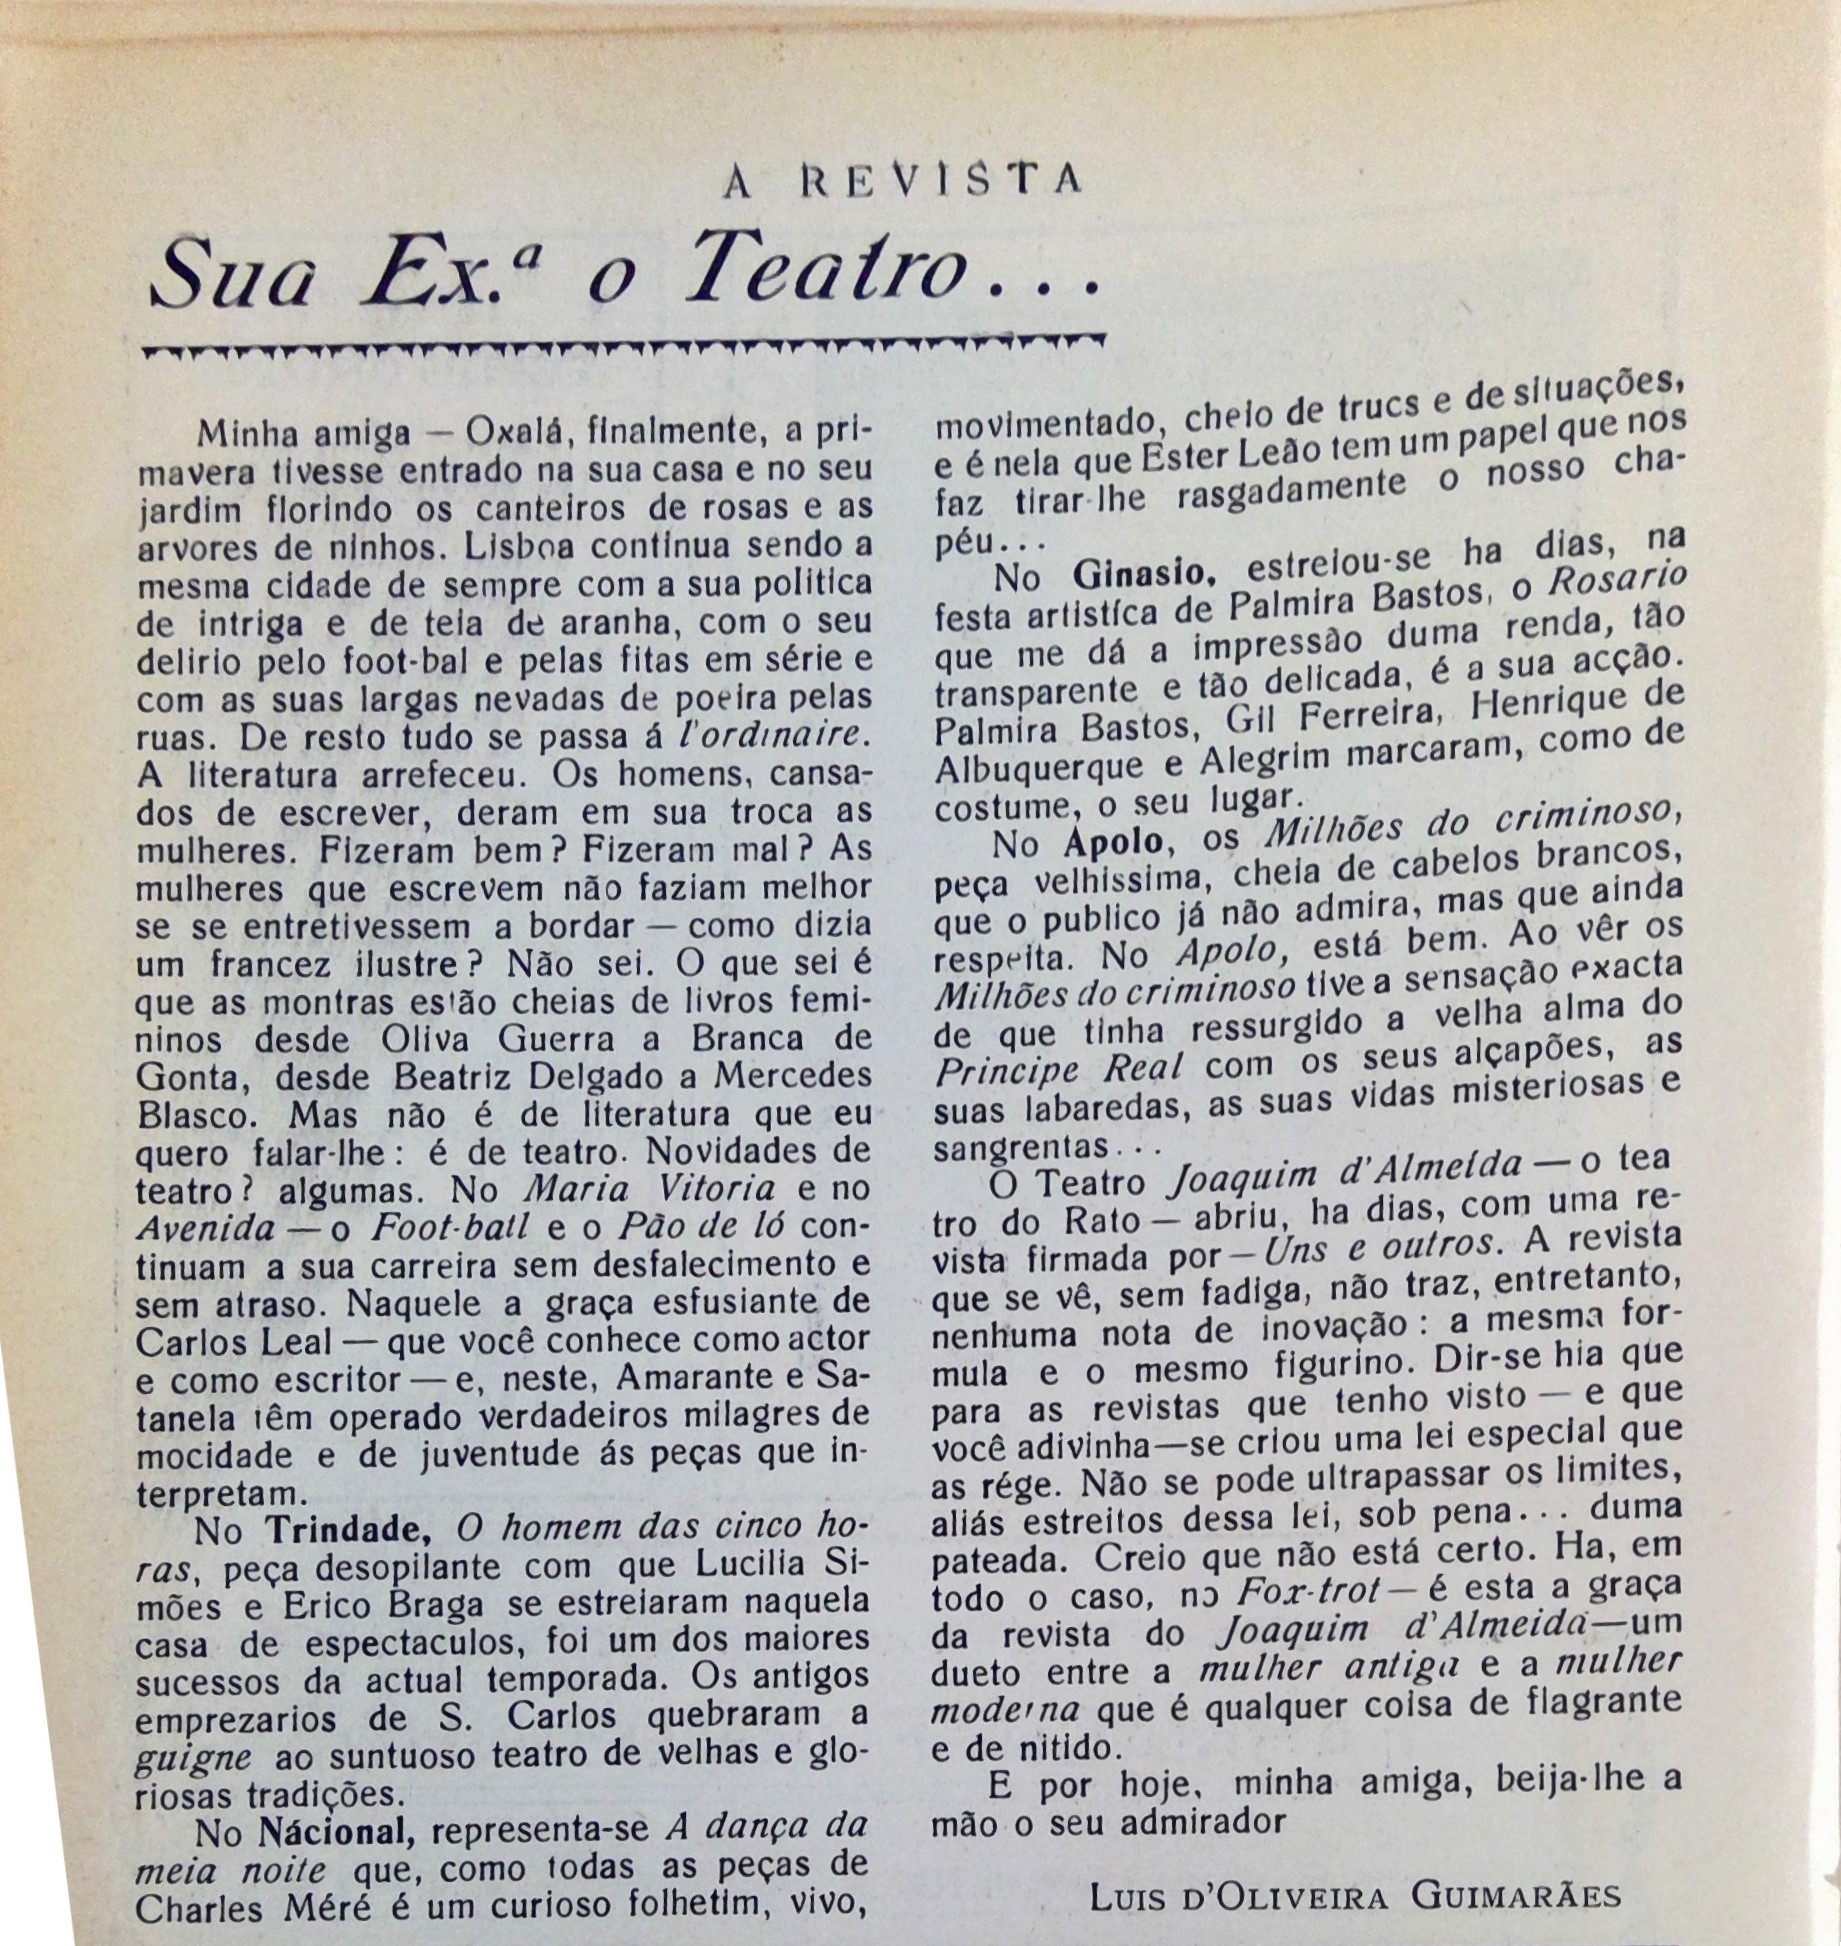 A REVISTA
Sua Ex.ª o Teatro...
Minha amiga — Oxalá, finalmente, a pri-
mavera tivesse entrado na sua casa e no seu
jardim florindo os canteiros de rosas e as
arvores de ninhos. Lisboa continua sendo a
mesma cidade de sempre com a sua politica
de intriga e de teia de aranha, com o seu
delirio pelo foot-bal e pelas fitas em série e
com as suas largas nevadas de poeira pelas
ruas. De resto tudo se passa á l'ordinaire.
A literatura arrefeceu. Os homens, cansa-
dos de escrever, deram em sua troca as
mulheres. Fizeram bem? Fizeram mal? As
mulheres que escrevem não faziam melhor
se se entretivessem a bordar — como dizia
um francez ilustre? Não sei. O que sei é
que as montras estão cheias de livros femi-
ninos desde Oliva Guerra a Branca de
Gonta, desde Beatriz Delgado a Mercedes
Blasco. Mas não é de literatura que eu
quero falar-lhe: é de teatro. Novidades de
teatro? algumas. No Maria Vitoria e no
Avenida — o Foot-ball e o Pão de ló con-
tinuam a sua carreira sem desfalecimento e
sem atraso. Naquele a graça esfusiante de
Carlos Leal — que você conhece como actor
e como escritor — e, neste, Amarante e Sa-
tanela têm operado verdadeiros milagres de
mocidade e de juventude ás peças que in-
terpretam.
No Trindade, O homem das cinco ho-
ras, peça desopilante com que Lucilia Si-
mões e Erico Braga se estreiaram naquela
casa de espectaculos, foi um dos maiores
sucessos da actual temporada. Os antigos
emprezarios de S. Carlos quebraram a
guigne ao suntuoso teatro de velhas e glo-
riosas tradições.
No Nácional, representa-se A dança da
meia noite que, como todas as peças de
Charles Méré é um curioso folhetim, vivo,
movimentado, cheio de trucs e de situações,
e é nela que Ester Leão tem um papel que nos
faz tirar-lhe rasgadamente o nosso cha-
péu...
No Ginasio, estreiou-se ha dias, na
festa artistica de Palmira Bastos, o Rosario
que me dá a impressão duma renda, tão
transparente e tão delicada, é a sua acção.
Palmira Bastos, Gil Ferreira, Henrique de
Albuquerque e Alegrim marcaram, como de
costume, o seu lugar.
No Apolo, os Milhões do criminoso,
peça velhissima, cheia de cabelos brancos,
que o publico já não admira, mas que ainda
respeita. No Apolo, está bem. Ao vêr os
Milhões do criminoso tive a sensação exacta
de que tinha ressurgido a velha alma do
Principe Real com os seus alçapões, as
suas labaredas, as suas vidas misteriosas e
sangrentas...
O Teatro Joaquim d'Almeida — o tea
tro do Rato — abriu, ha dias, com uma re-
vista firmada por — Uns e outros. A revista
que se vê, sem fadiga, não traz, entretanto,
nenhuma nota de inovação: a mesma for-
mula e o mesmo figurino. Dir-se hia que
para as revistas que tenho visto — e que
você adivinha—se criou uma lei especial que
as rége. Não se pode ultrapassar os limites,
aliás estreitos dessa lei, sob pena... duma
pateada. Creio que não está certo. Ha, em
todo o caso, no Fox-trot — é esta a graça
da revista do Joaquim d'Almeida—um
dueto entre a mulher antiga e a mulher
moderna que é qualquer coisa de flagrante
e de nitido.
E por hoje, minha amiga, beija-lhe a
mão o seu admirador
LUIS D'OLIVEIRA GUIMARÃES